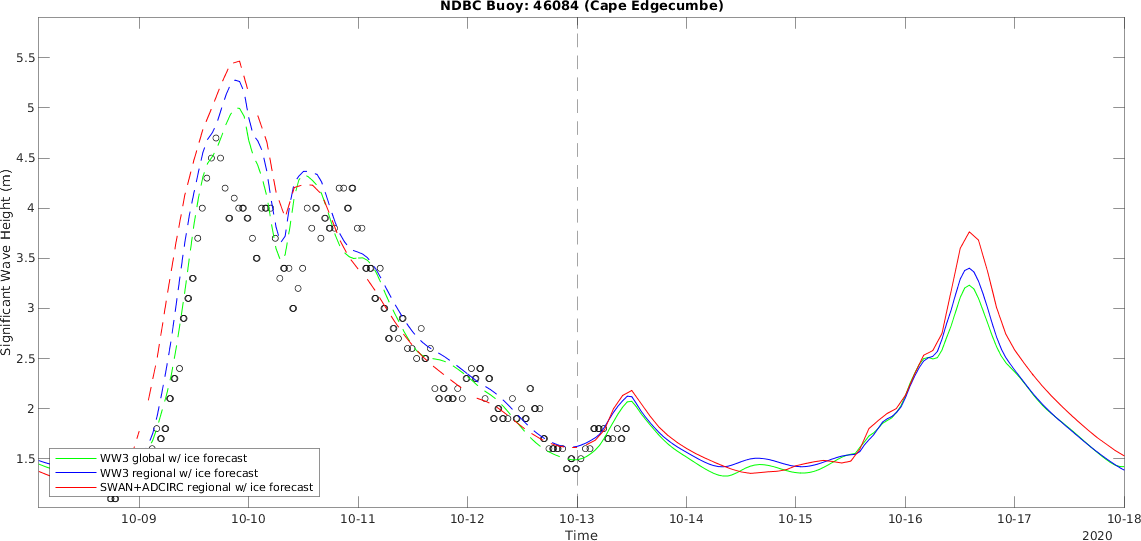 NDBC Buoy: 46084 (Cape Edgecumbe)
Significant Wave Height (m)
5.5
5
4.5
4
3.5
3
2.5
2
1.5
WW3 global w/ ice forecast
WW3 regional w/ ice forecast
SWAN+ADCIRC regional w/ ice forecast
10-09 10-10 10-11 10-12 10-13 10-14 10-15 10-16 10-17 10-18
Time
2020